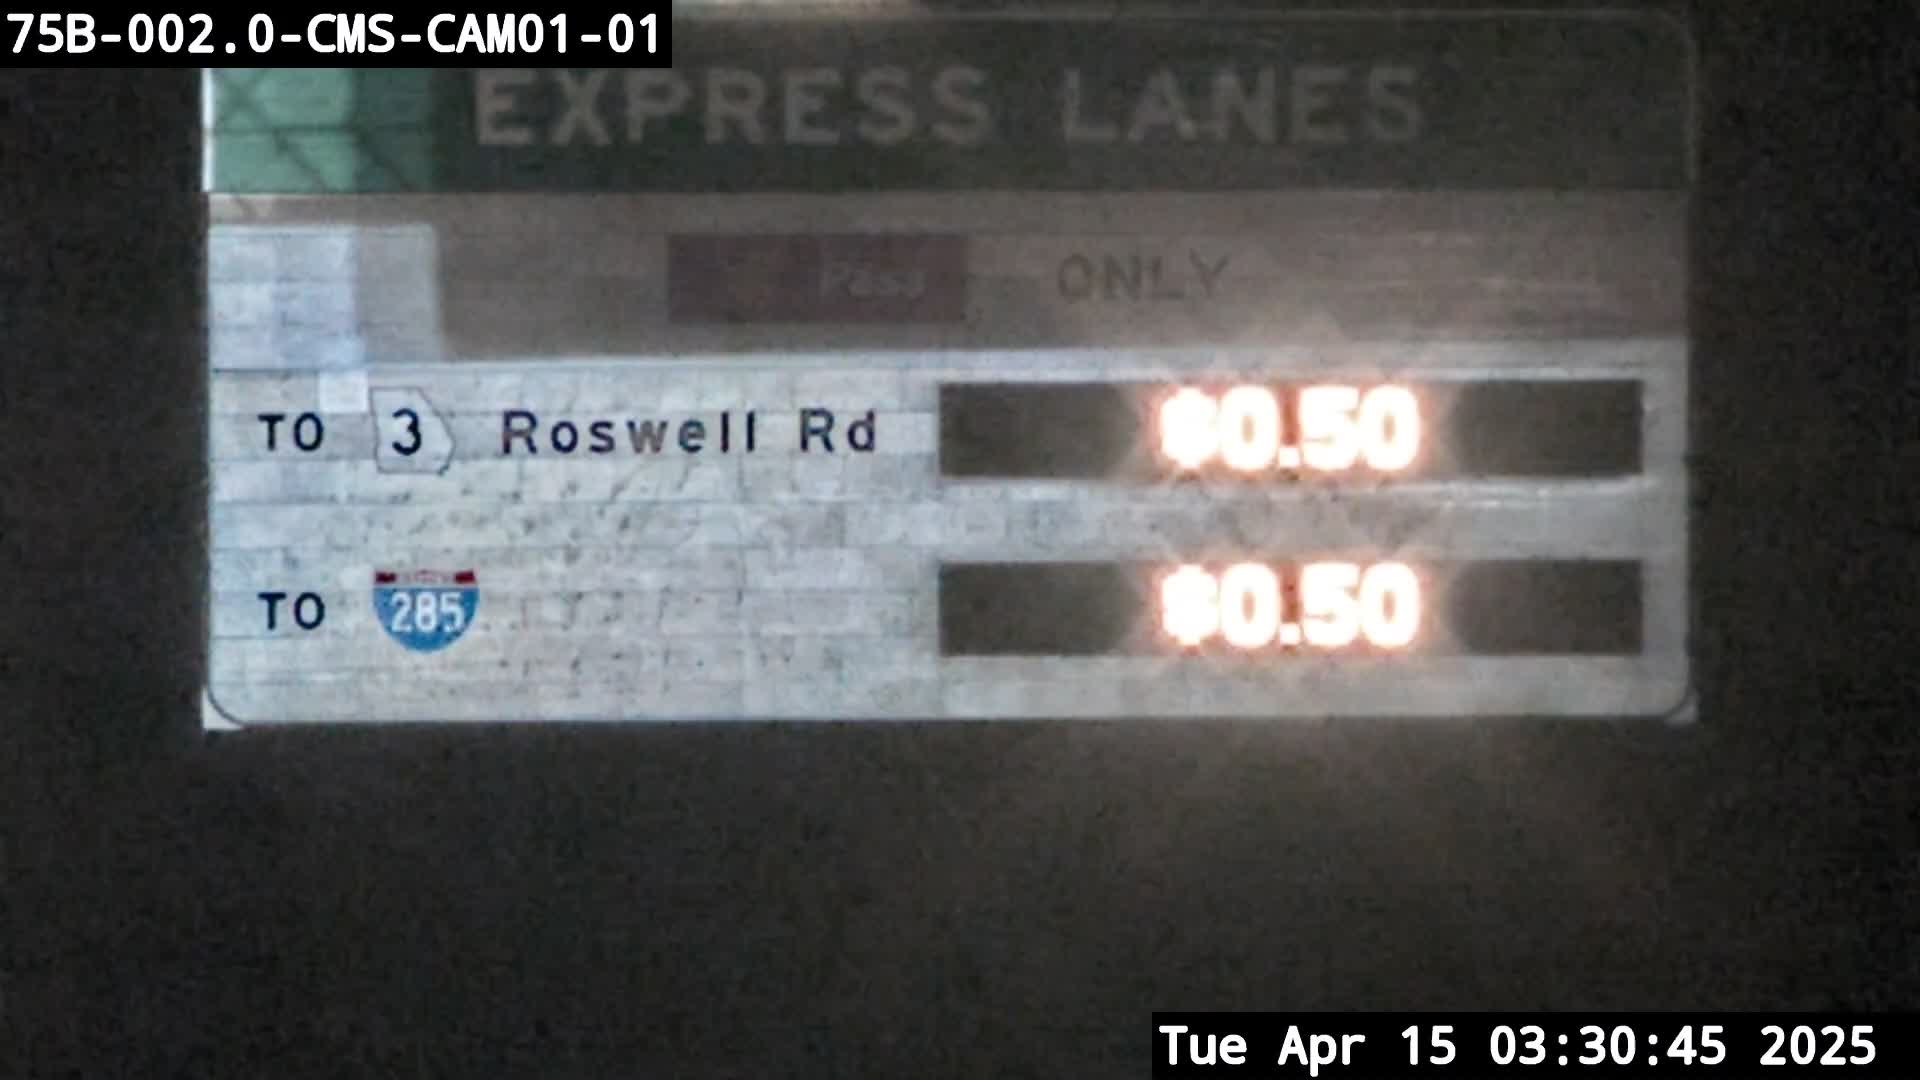 75B-002.0-CMS-CAM01-01
EXPRESS LANES
Pass ONLY
TO 3 Roswell Rd $0.50
TO 285 $0.50
Tue Apr 15 03:30:45 2025